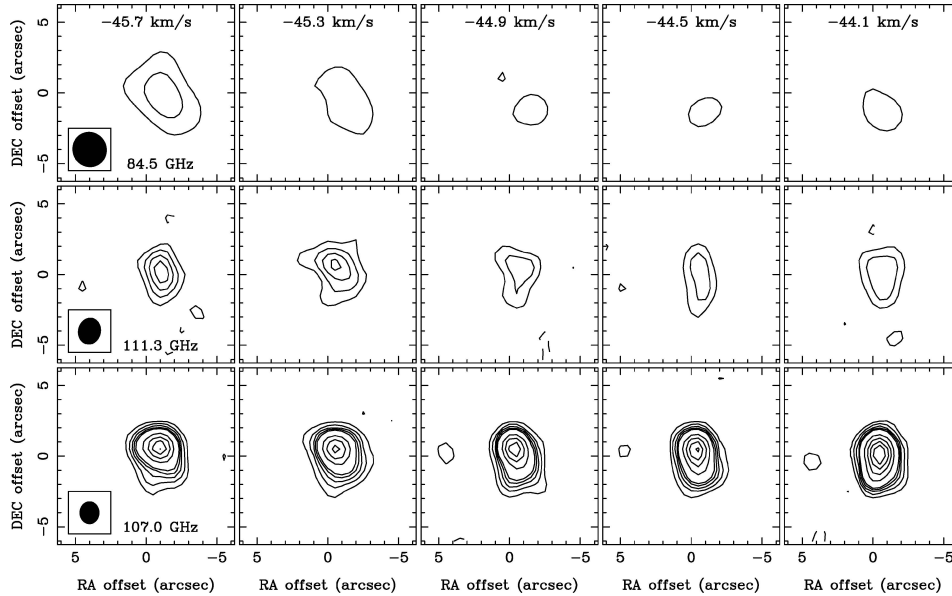 −45.7 km/s −45.3 km/s −44.9 km/s −44.5 km/s −44.1 km/s
DEC offset (arcsec) 5 0 −5
84.5 GHz
DEC offset (arcsec) 5 0 −5
111.3 GHz
DEC offset (arcsec) 5 0 −5
107.0 GHz
5 0 −5 5 0 −5 5 0 −5 5 0 −5 5 0 −5
RA offset (arcsec) RA offset (arcsec) RA offset (arcsec) RA offset (arcsec) RA offset (arcsec)